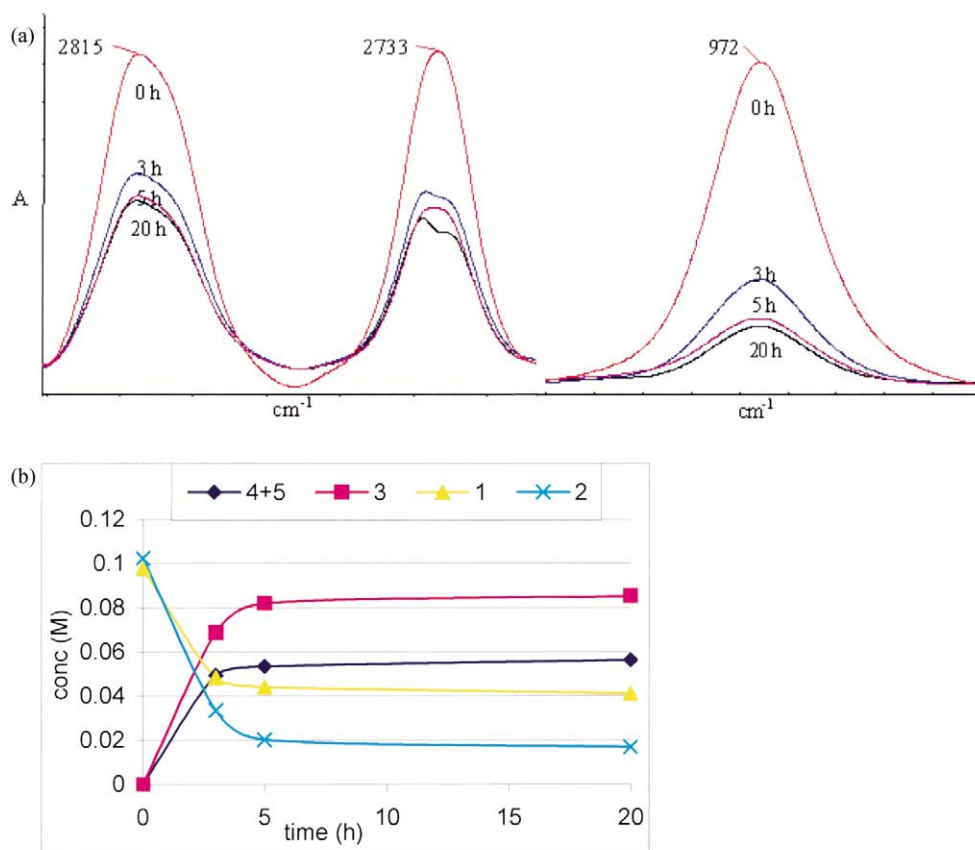 (a)
2815
2733
972
0 h
0 h
3 h
5 h
20 h
3 h
5 h
20 h
A
cm-1
cm-1
(b)
4+5
3
1
2
0.12
0.1
0.08
0.06
0.04
0.02
0
conc (M)
0
5
10
15
20
time (h)